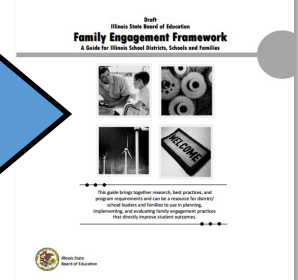 Draft
Illinois State Board of Education
Family Engagement Framework
A Guide for Illinois School Districts, Schools and Families
WELCOME
This guide brings together research, best practices, and
program requirements and can be a resource for district/
school leaders and families to use in planning,
implementing, and evaluating family engagement practices
that directly improve student outcomes.
Illinois State
Board of Education